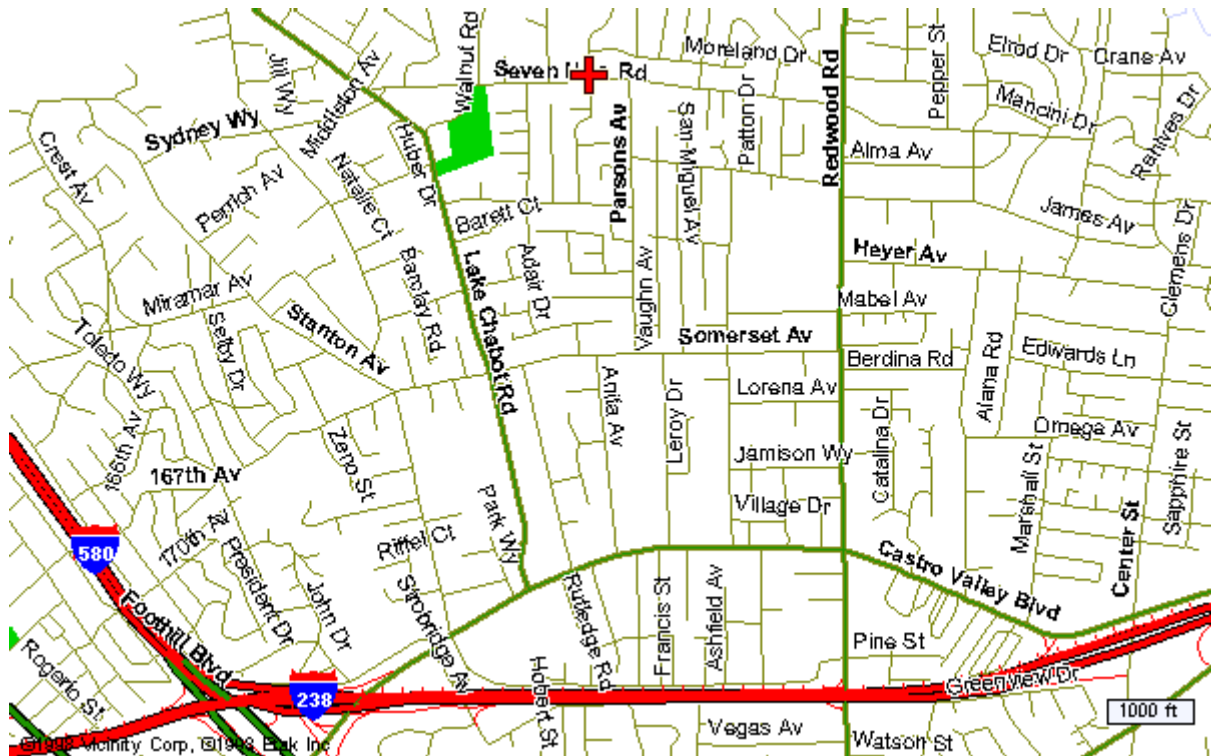 Moreland Dr
Seven Rd
Walnut Rd
Jill Wy
Middleton Av
Sydney Wy
Crest Av
Perrich Av
Natalie Ct
Huber Dr
Barett Ct
Parsons Av
San Miguel Av
Patton Dr
Redwood Rd
Pepper St
Elrod Dr
Crane Av
Mancini Dr
Alma Av
James Av
Clemens Dr
Heyer Av
Mabel Av
Miramar Av
Selby Dr
Stanton Av
Barclay Rd
Lake Chabot Rd
Adair Dr
Vaughn Av
Somerset Av
Berdina Rd
Alana Rd
Edwards Ln
Toledo Wy
Anita Av
Leroy Dr
Lorena Av
Catalina Dr
Omega Av
Jamison Wy
Village Dr
Marshall St
Sapphire St
Center St
166th Av
167th Av
Zeno St
Park Wy
Riffel Ct
170th Av
President Dr
John Dr
Strobridge Av
Rutledge Rd
Francis St
Ashfield Av
Castro Valley Blvd
Pine St
Greenview Dr
580
Foothill Blvd
Rogerio St
238
Hobert St
Vegas Av
Watson St
1000 ft
©1998 Vicinity Corp, ©1998 Etak Inc